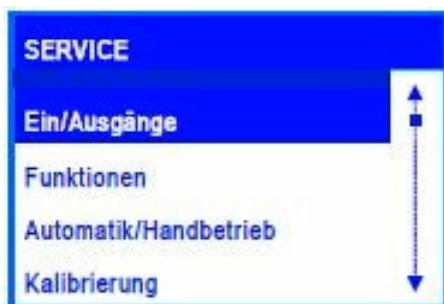 SERVICE
Ein/Ausgänge
Funktionen
Automatik/Handbetrieb
Kalibrierung